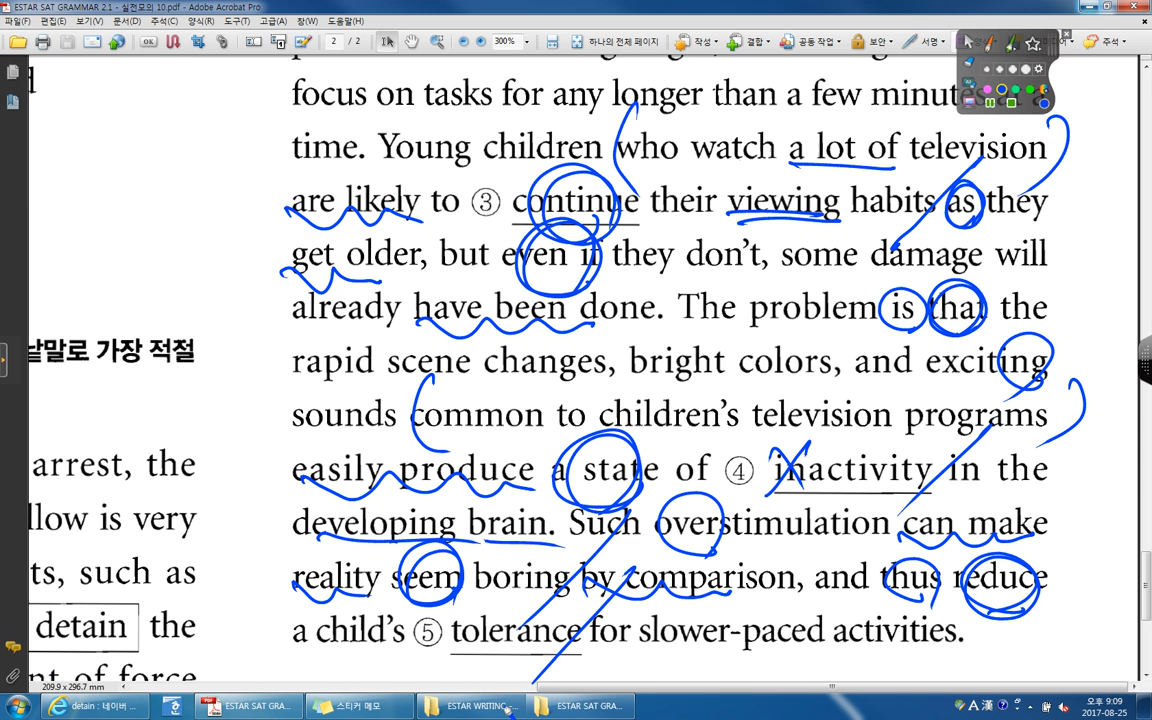 ESTAR SAT GRAMMAR 2.1 - 실전모의 10.pdf - Adobe Acrobat Pro
파일(F) 편집(E) 보기(V) 문서(D) 주석(C) 양식(R) 도구(T) 고급(A) 창(W) 도움말(H)
2 / 2 300% 하나의 전체 페이지 작성 결합 공동 작업 보안 서명 주석
focus on tasks for any longer than a few minutes at a
time. Young children who watch a lot of television
are likely to ③ continue their viewing habits as they
get older, but even if they don't, some damage will
already have been done. The problem is that the
rapid scene changes, bright colors, and exciting
sounds common to children's television programs
easily produce a state of ④ inactivity in the
developing brain. Such overstimulation can make
reality seem boring by comparison, and thus reduce
a child's ⑤ tolerance for slower-paced activities.
낱말로 가장 적절
arrest, the
llow is very
ts, such as
detain the
nt of force
209.9 x 296.7 mm
detain : 네이버 ...
PDF ESTAR SAT GRA...
스티커 메모
ESTAR WRITING ...
ESTAR SAT GRA...
A 漢
오후 9:09
2017-08-25